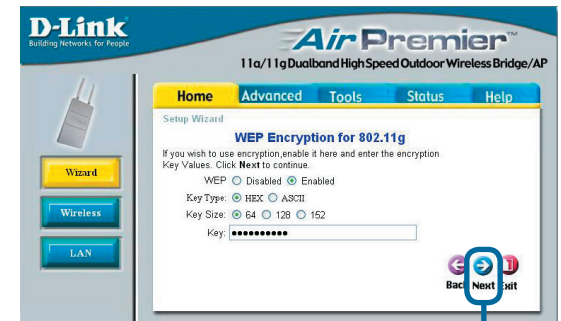 D-Link
Building Networks for People
Air Premier™
11a/11g Dualband High Speed Outdoor Wireless Bridge/AP
Home Advanced Tools Status Help
Setup Wizard
WEP Encryption for 802.11g
If you wish to use encryption,enable it here and enter the encryption
Key Values. Click Next to continue.
WEP Disabled Enabled
Key Type: HEX ASCII
Key Size: 64 128 152
Key: ●●●●●●●●●●
Wizard
Wireless
LAN
Back Next Exit